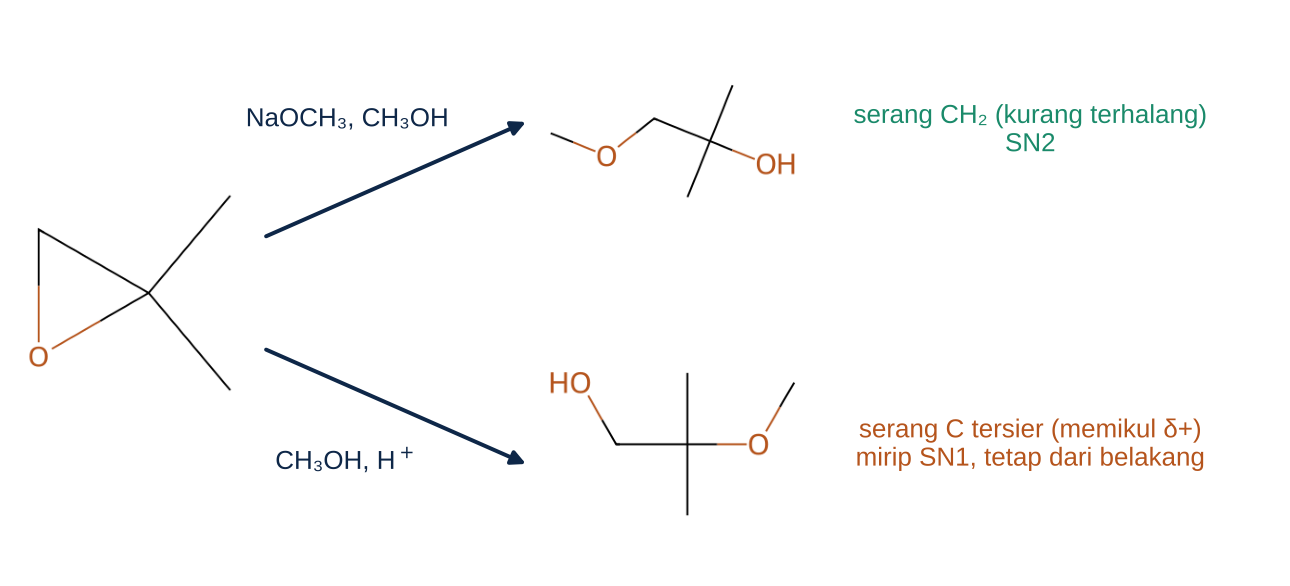 NaOCH₃, CH₃OH
O
OH
serang CH₂ (kurang terhalang)
SN2
O
CH₃OH, H⁺
HO
O
serang C tersier (memikul δ+)
mirip SN1, tetap dari belakang